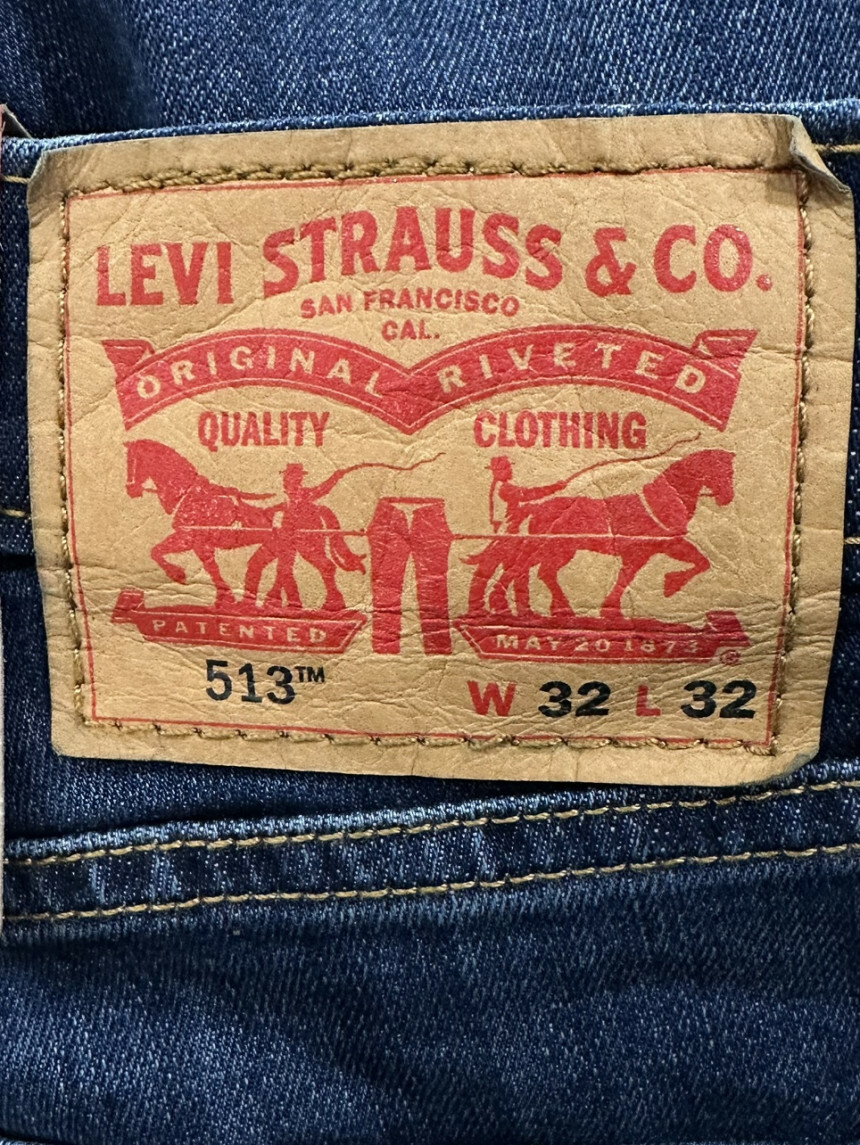 LEVI STRAUSS & CO.
SAN FRANCISCO
CAL.
ORIGINAL RIVETED
QUALITY CLOTHING
PATENTED MAY 20 1873 ®
513™ W 32 L 32